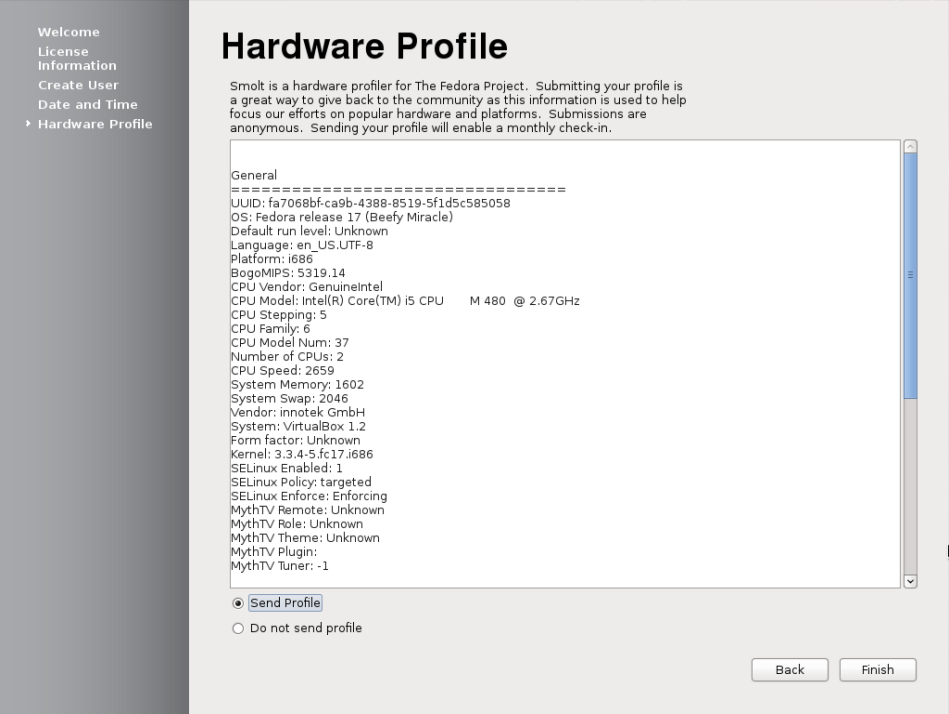 Welcome
License
Information
Create User
Date and Time
Hardware Profile
Hardware Profile
Smolt is a hardware profiler for The Fedora Project.  Submitting your profile is
a great way to give back to the community as this information is used to help
focus our efforts on popular hardware and platforms.  Submissions are
anonymous.  Sending your profile will enable a monthly check-in.
General
=================================
UUID: fa7068bf-ca9b-4388-8519-5f1d5c585058
OS: Fedora release 17 (Beefy Miracle)
Default run level: Unknown
Language: en_US.UTF-8
Platform: i686
BogoMIPS: 5319.14
CPU Vendor: GenuineIntel
CPU Model: Intel(R) Core(TM) i5 CPU       M 480  @ 2.67GHz
CPU Stepping: 5
CPU Family: 6
CPU Model Num: 37
Number of CPUs: 2
CPU Speed: 2659
System Memory: 1602
System Swap: 2046
Vendor: innotek GmbH
System: VirtualBox 1.2
Form factor: Unknown
Kernel: 3.3.4-5.fc17.i686
SELinux Enabled: 1
SELinux Policy: targeted
SELinux Enforce: Enforcing
MythTV Remote: Unknown
MythTV Role: Unknown
MythTV Theme: Unknown
MythTV Plugin:
MythTV Tuner: -1
Send Profile
Do not send profile
Back
Finish